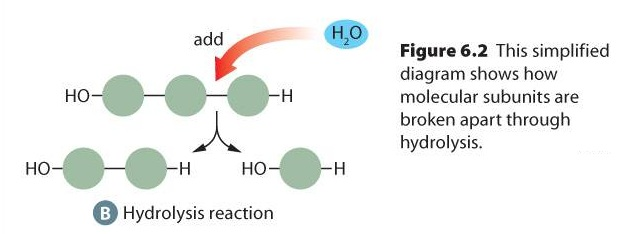 add
H₂O
HO
H
HO
H
HO
H
B Hydrolysis reaction
Figure 6.2 This simplified
diagram shows how
molecular subunits are
broken apart through
hydrolysis.